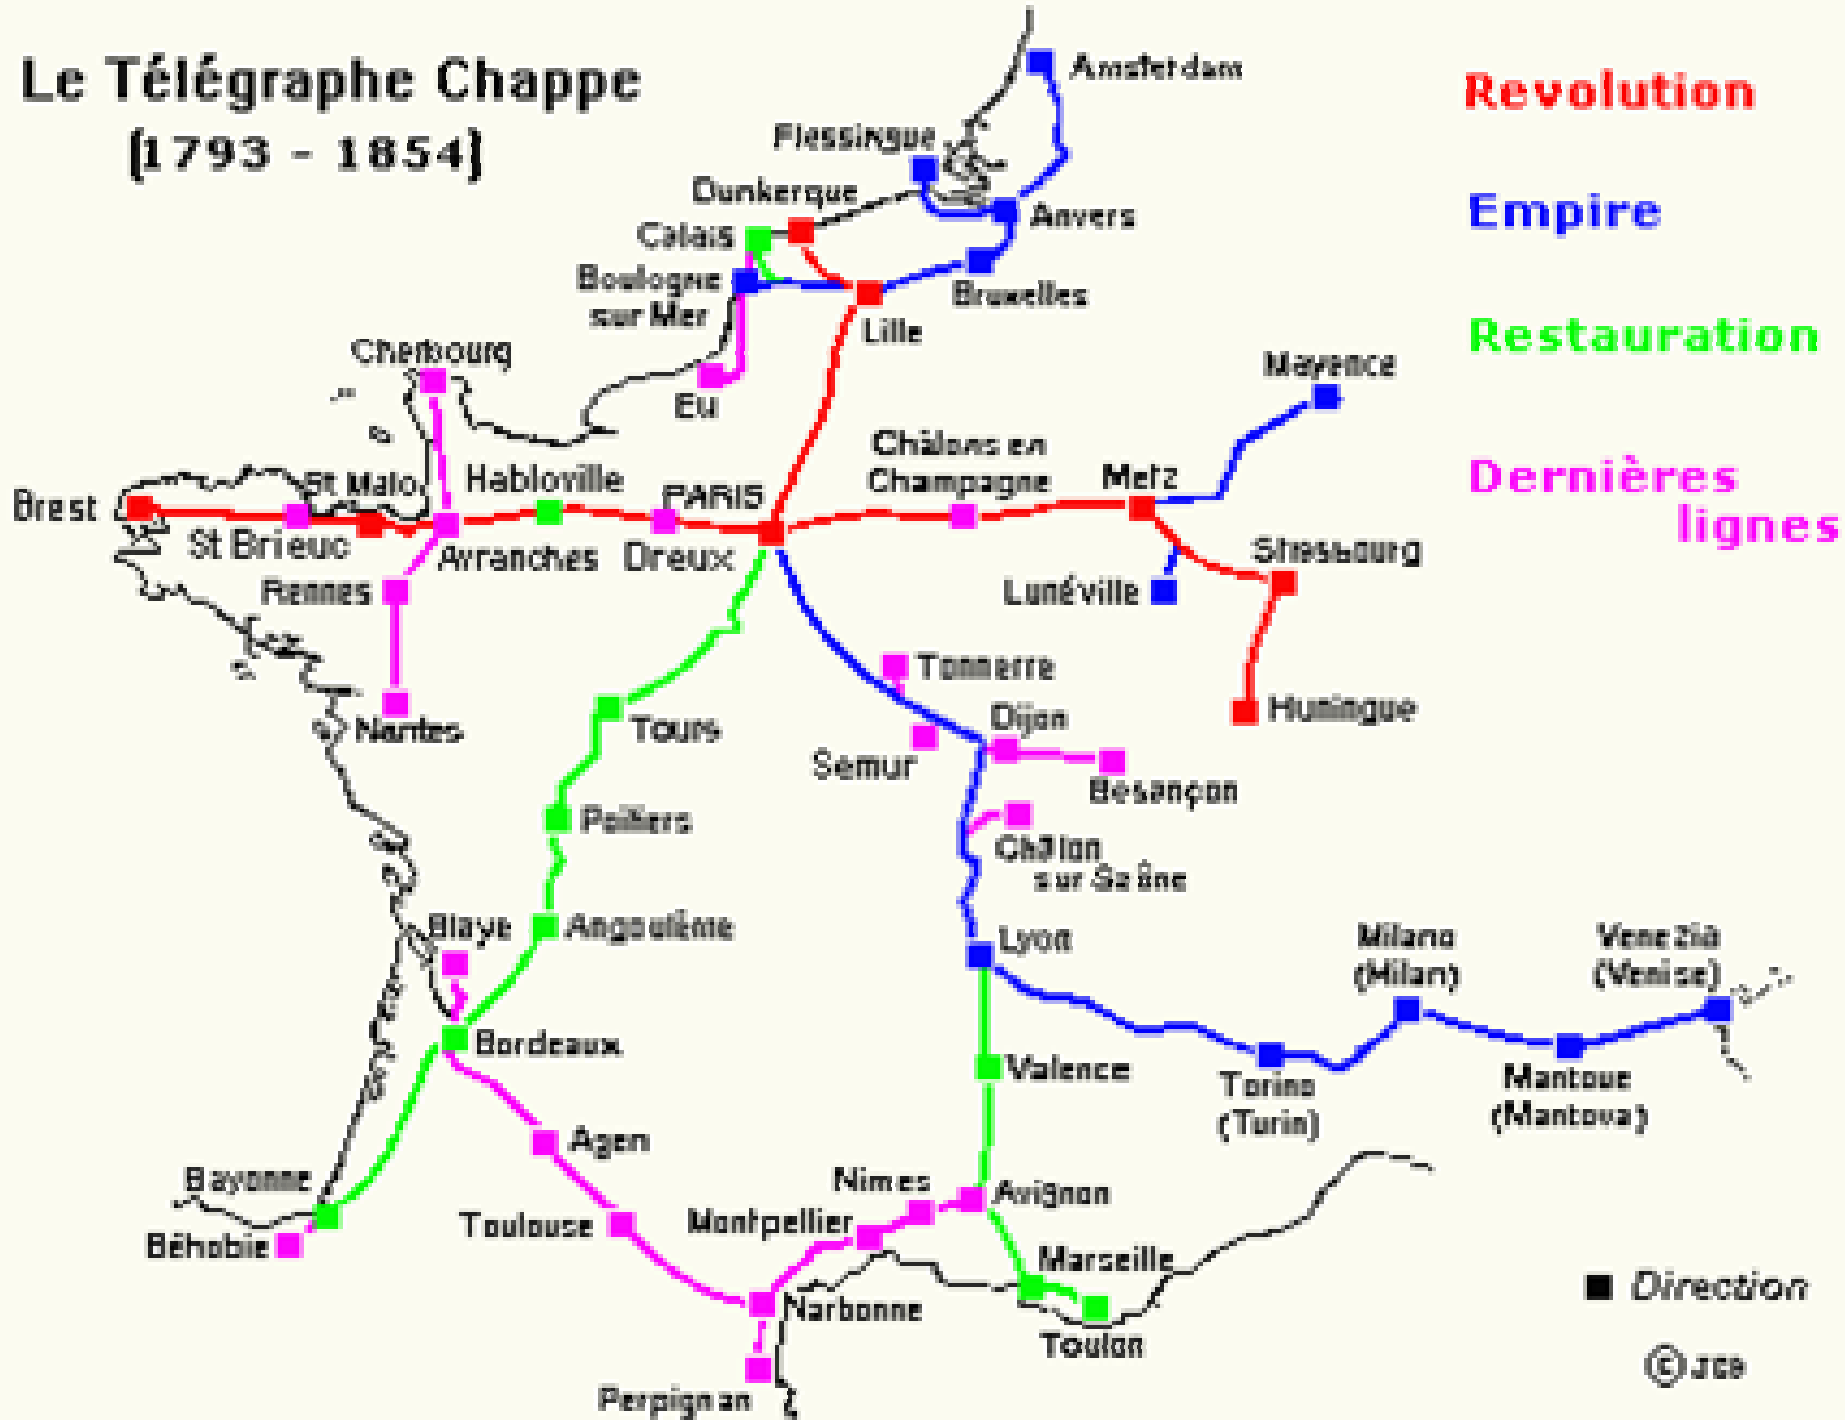 Le Télégraphe Chappe
(1793 - 1854)
Revolution
Empire
Restauration
Dernières
lignes
Amsterdam
Flessingue
Dunkerque
Anvers
Calais
Boulogne
sur Mer
Bruxelles
Lille
Cherbourg
Eu
Mayence
Châlons en
Champagne
Metz
Habloville
St Malo
PARIS
Brest
St Brieuc
Avranches
Dreux
Strasbourg
Rennes
Lunéville
Tonnerre
Huningue
Nantes
Tours
Dijon
Semur
Besançon
Poitiers
Châlon
sur Saône
Blaye
Angoulême
Lyon
Milano
(Milan)
Venezia
(Venise)
Bordeaux
Valence
Torino
(Turin)
Mantoue
(Mantova)
Agen
Bayonne
Nimes
Avignon
Béhobie
Toulouse
Montpellier
Marseille
Narbonne
Toulon
Direction
Perpignan
© JCB